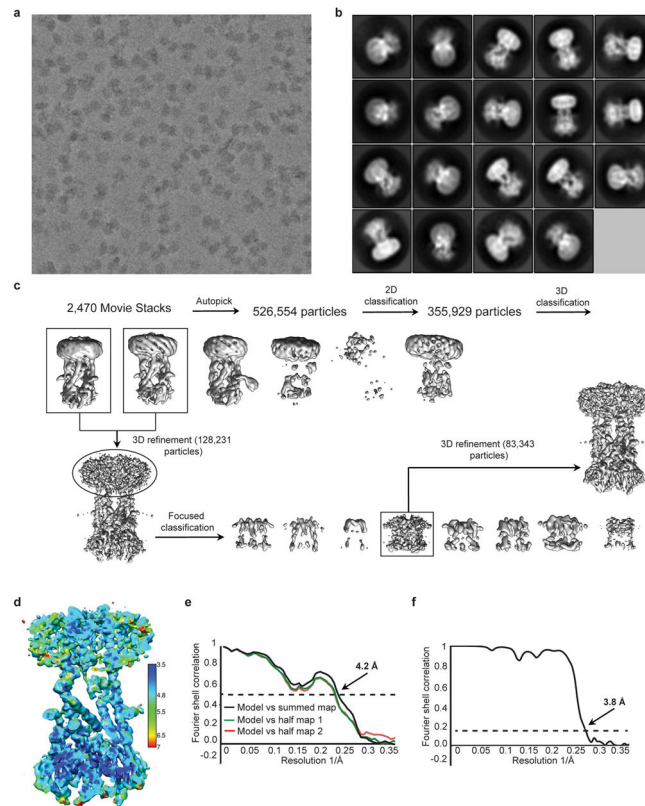 a
b
c
2,470 Movie Stacks
Autopick
526,554 particles
2D
classification
355,929 particles
3D
classification
3D refinement (128,231
particles)
3D refinement (83,343
particles)
Focused
classification
d
3.5
4.8
5.5
6.5
7
e
Fourier shell correlation
1
0.8
0.6
0.4
0.2
0.0
-0.2
4.2 Å
Model vs summed map
Model vs half map 1
Model vs half map 2
0 0.05 0.1 0.15 0.2 0.25 0.3 0.35
Resolution 1/Å
f
Fourier shell correlation
1
0.8
0.6
0.4
0.2
0.0
-0.2
3.8 Å
0 0.05 0.1 0.15 0.2 0.25 0.3 0.35
Resolution 1/Å